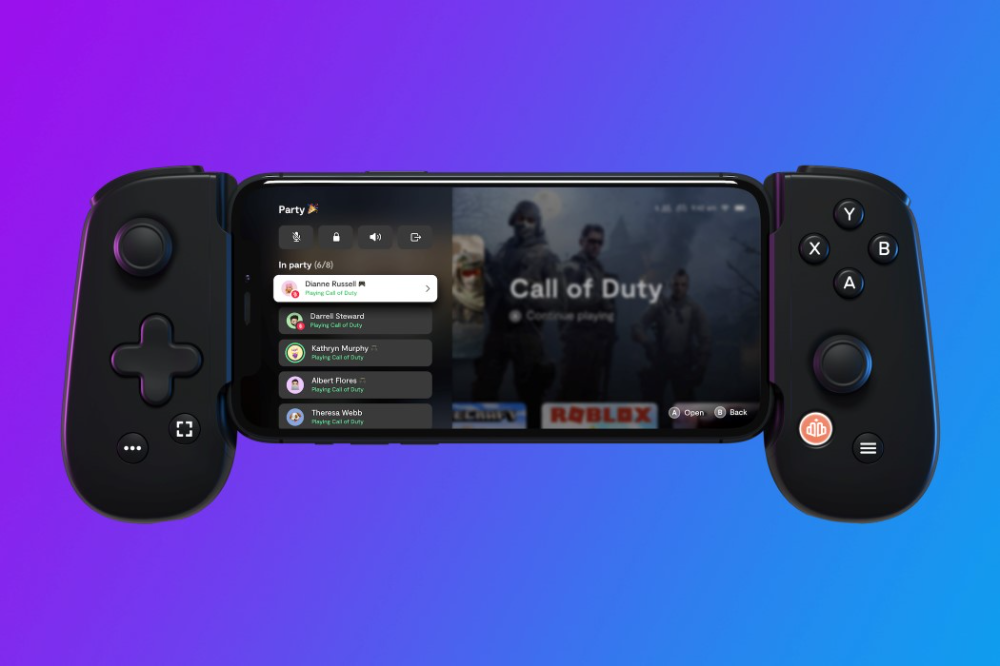 Party 🎉
In party (6/8)
Dianne Russell
Playing Call of Duty
Darrell Steward
Playing Call of Duty
Kathryn Murphy
Playing Call of Duty
Albert Flores
Playing Call of Duty
Theresa Webb
Playing Call of Duty
Call of Duty
Continue playing
ROBLOX
A Open
B Back
Y
X
B
A